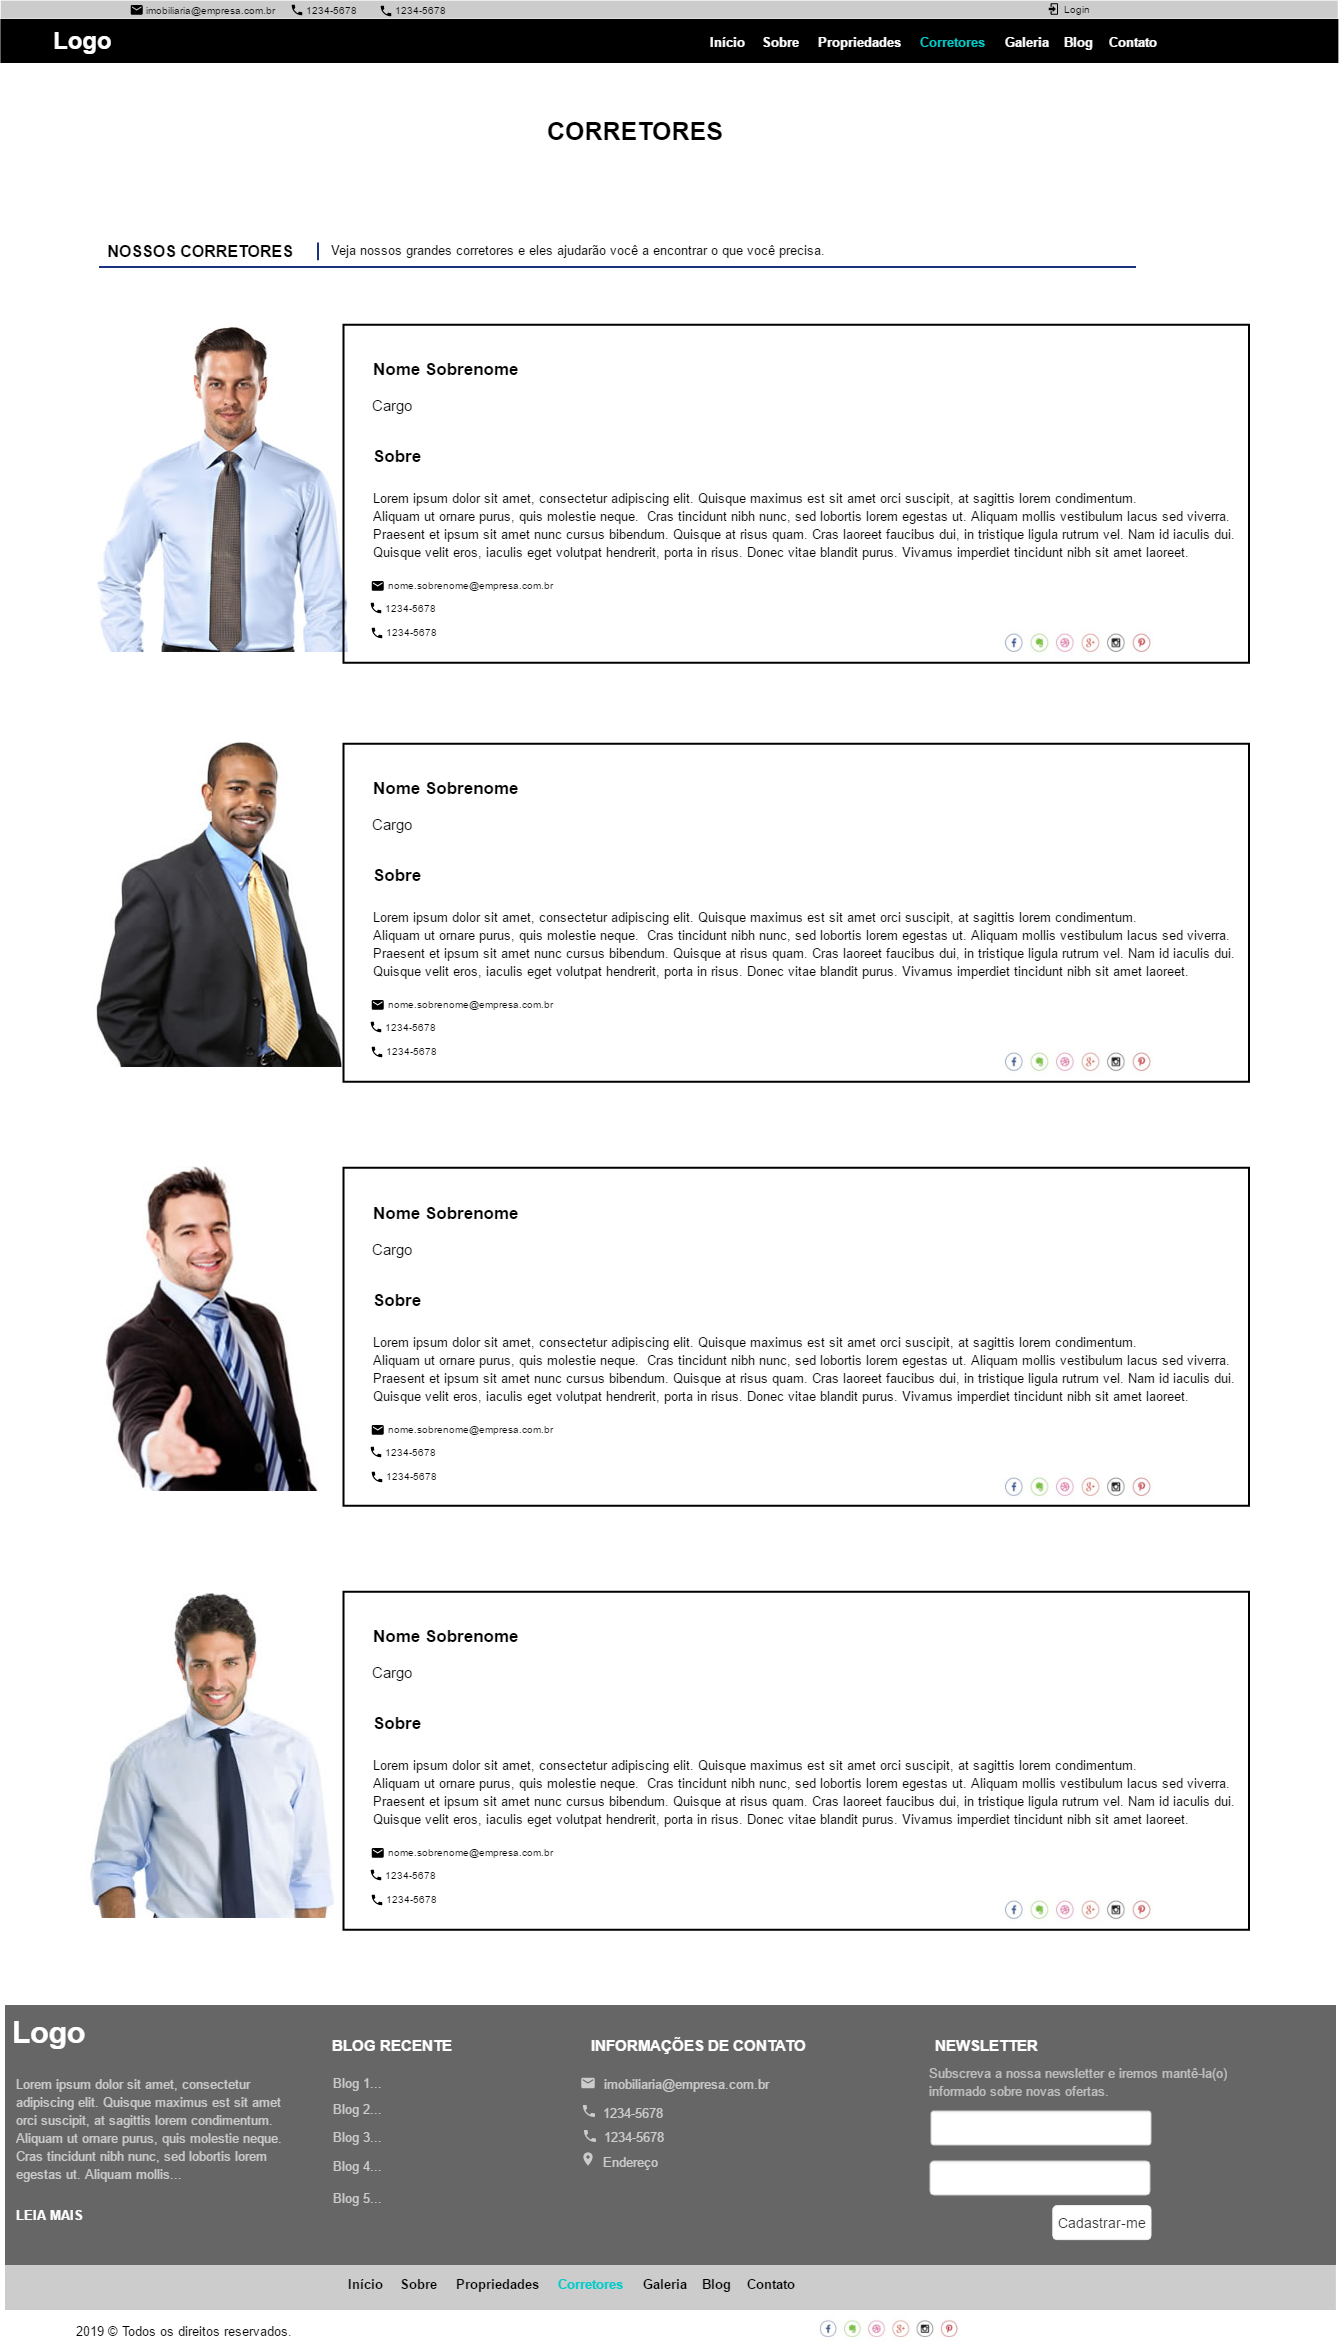 imobiliaria@empresa.com.br 1234-5678 1234-5678 Login
Logo Início Sobre Propriedades Corretores Galeria Blog Contato
CORRETORES
NOSSOS CORRETORES Veja nossos grandes corretores e eles ajudarão você a encontrar o que você precisa.
Nome Sobrenome
Cargo
Sobre
Lorem ipsum dolor sit amet, consectetur adipiscing elit. Quisque maximus est sit amet orci suscipit, at sagittis lorem condimentum.
Aliquam ut ornare purus, quis molestie neque. Cras tincidunt nibh nunc, sed lobortis lorem egestas ut. Aliquam mollis vestibulum lacus sed viverra.
Praesent et ipsum sit amet nunc cursus bibendum. Quisque at risus quam. Cras laoreet faucibus dui, in tristique ligula rutrum vel. Nam id iaculis dui.
Quisque velit eros, iaculis eget volutpat hendrerit, porta in risus. Donec vitae blandit purus. Vivamus imperdiet tincidunt nibh sit amet laoreet.
nome.sobrenome@empresa.com.br
1234-5678
1234-5678
Nome Sobrenome
Cargo
Sobre
Lorem ipsum dolor sit amet, consectetur adipiscing elit. Quisque maximus est sit amet orci suscipit, at sagittis lorem condimentum.
Aliquam ut ornare purus, quis molestie neque. Cras tincidunt nibh nunc, sed lobortis lorem egestas ut. Aliquam mollis vestibulum lacus sed viverra.
Praesent et ipsum sit amet nunc cursus bibendum. Quisque at risus quam. Cras laoreet faucibus dui, in tristique ligula rutrum vel. Nam id iaculis dui.
Quisque velit eros, iaculis eget volutpat hendrerit, porta in risus. Donec vitae blandit purus. Vivamus imperdiet tincidunt nibh sit amet laoreet.
nome.sobrenome@empresa.com.br
1234-5678
1234-5678
Nome Sobrenome
Cargo
Sobre
Lorem ipsum dolor sit amet, consectetur adipiscing elit. Quisque maximus est sit amet orci suscipit, at sagittis lorem condimentum.
Aliquam ut ornare purus, quis molestie neque. Cras tincidunt nibh nunc, sed lobortis lorem egestas ut. Aliquam mollis vestibulum lacus sed viverra.
Praesent et ipsum sit amet nunc cursus bibendum. Quisque at risus quam. Cras laoreet faucibus dui, in tristique ligula rutrum vel. Nam id iaculis dui.
Quisque velit eros, iaculis eget volutpat hendrerit, porta in risus. Donec vitae blandit purus. Vivamus imperdiet tincidunt nibh sit amet laoreet.
nome.sobrenome@empresa.com.br
1234-5678
1234-5678
Nome Sobrenome
Cargo
Sobre
Lorem ipsum dolor sit amet, consectetur adipiscing elit. Quisque maximus est sit amet orci suscipit, at sagittis lorem condimentum.
Aliquam ut ornare purus, quis molestie neque. Cras tincidunt nibh nunc, sed lobortis lorem egestas ut. Aliquam mollis vestibulum lacus sed viverra.
Praesent et ipsum sit amet nunc cursus bibendum. Quisque at risus quam. Cras laoreet faucibus dui, in tristique ligula rutrum vel. Nam id iaculis dui.
Quisque velit eros, iaculis eget volutpat hendrerit, porta in risus. Donec vitae blandit purus. Vivamus imperdiet tincidunt nibh sit amet laoreet.
nome.sobrenome@empresa.com.br
1234-5678
1234-5678
Logo
Lorem ipsum dolor sit amet, consectetur
adipiscing elit. Quisque maximus est sit amet
orci suscipit, at sagittis lorem condimentum.
Aliquam ut ornare purus, quis molestie neque.
Cras tincidunt nibh nunc, sed lobortis lorem
egestas ut. Aliquam mollis...
LEIA MAIS
BLOG RECENTE
Blog 1...
Blog 2...
Blog 3...
Blog 4...
Blog 5...
INFORMAÇÕES DE CONTATO
imobiliaria@empresa.com.br
1234-5678
1234-5678
Endereço
NEWSLETTER
Subscreva a nossa newsletter e iremos mantê-la(o)
informado sobre novas ofertas.
Cadastrar-me
Início Sobre Propriedades Corretores Galeria Blog Contato
2019 © Todos os direitos reservados.